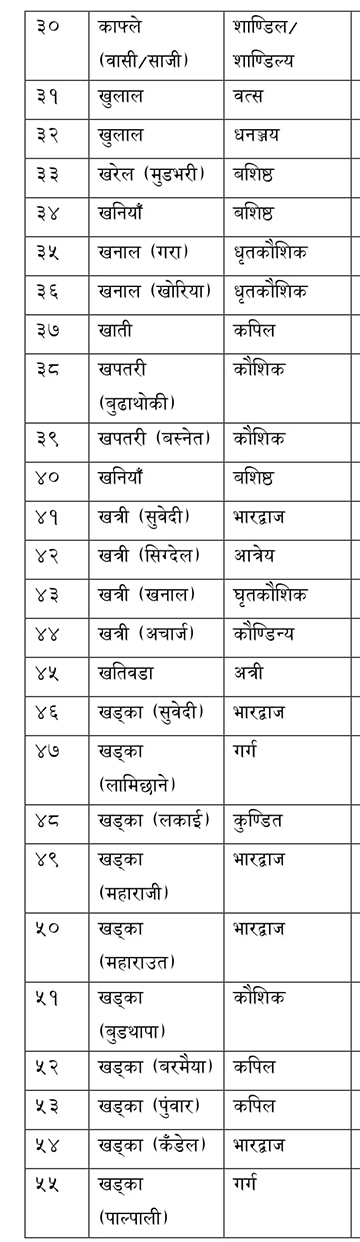 ३० काफ्ले शाण्डिल/
(वासी/साजी) शाण्डिल्य
३१ खुलाल वत्स
३२ खुलाल धनञ्जय
३३ खरेल (मुडभरी) बशिष्ठ
३४ खनियाँ बशिष्ठ
३५ खनाल (गरा) धृतकौशिक
३६ खनाल (खोरिया) धृतकौशिक
३७ खाती कपिल
३८ खपतरी कौशिक
(बुढाथोकी)
३९ खपतरी (बस्नेत) कौशिक
४० खनियाँ बशिष्ठ
४१ खत्री (सुवेदी) भारद्वाज
४२ खत्री (सिग्देल) आत्रेय
४३ खत्री (खनाल) घृतकौशिक
४४ खत्री (अचार्ज) कौण्डिन्य
४५ खतिवडा अत्री
४६ खड्का (सुवेदी) भारद्वाज
४७ खड्का गर्ग
(लामिछाने)
४८ खड्का (लकाई) कुण्डित
४९ खड्का भारद्वाज
(महाराजी)
५० खड्का भारद्वाज
(महाराउत)
५१ खड्का कौशिक
(बुडथापा)
५२ खड्का (बरमैया) कपिल
५३ खड्का (पुंवार) कपिल
५४ खड्का (कँडेल) भारद्वाज
५५ खड्का गर्ग
(पाल्पाली)